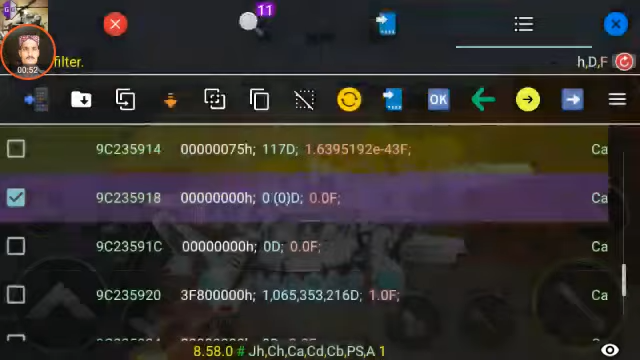 11
00:52
filter.
h,D,F
OK
9C235914 00000075h; 117D; 1.6395192e-43F; Ca
9C235918 00000000h; 0 (0)D; 0.0F; Ca
9C23591C 00000000h; 0D; 0.0F; Ca
9C235920 3F800000h; 1,065,353,216D; 1.0F; Ca
8.58.0 # Jh,Ch,Ca,Cd,Cb,PS,A 1